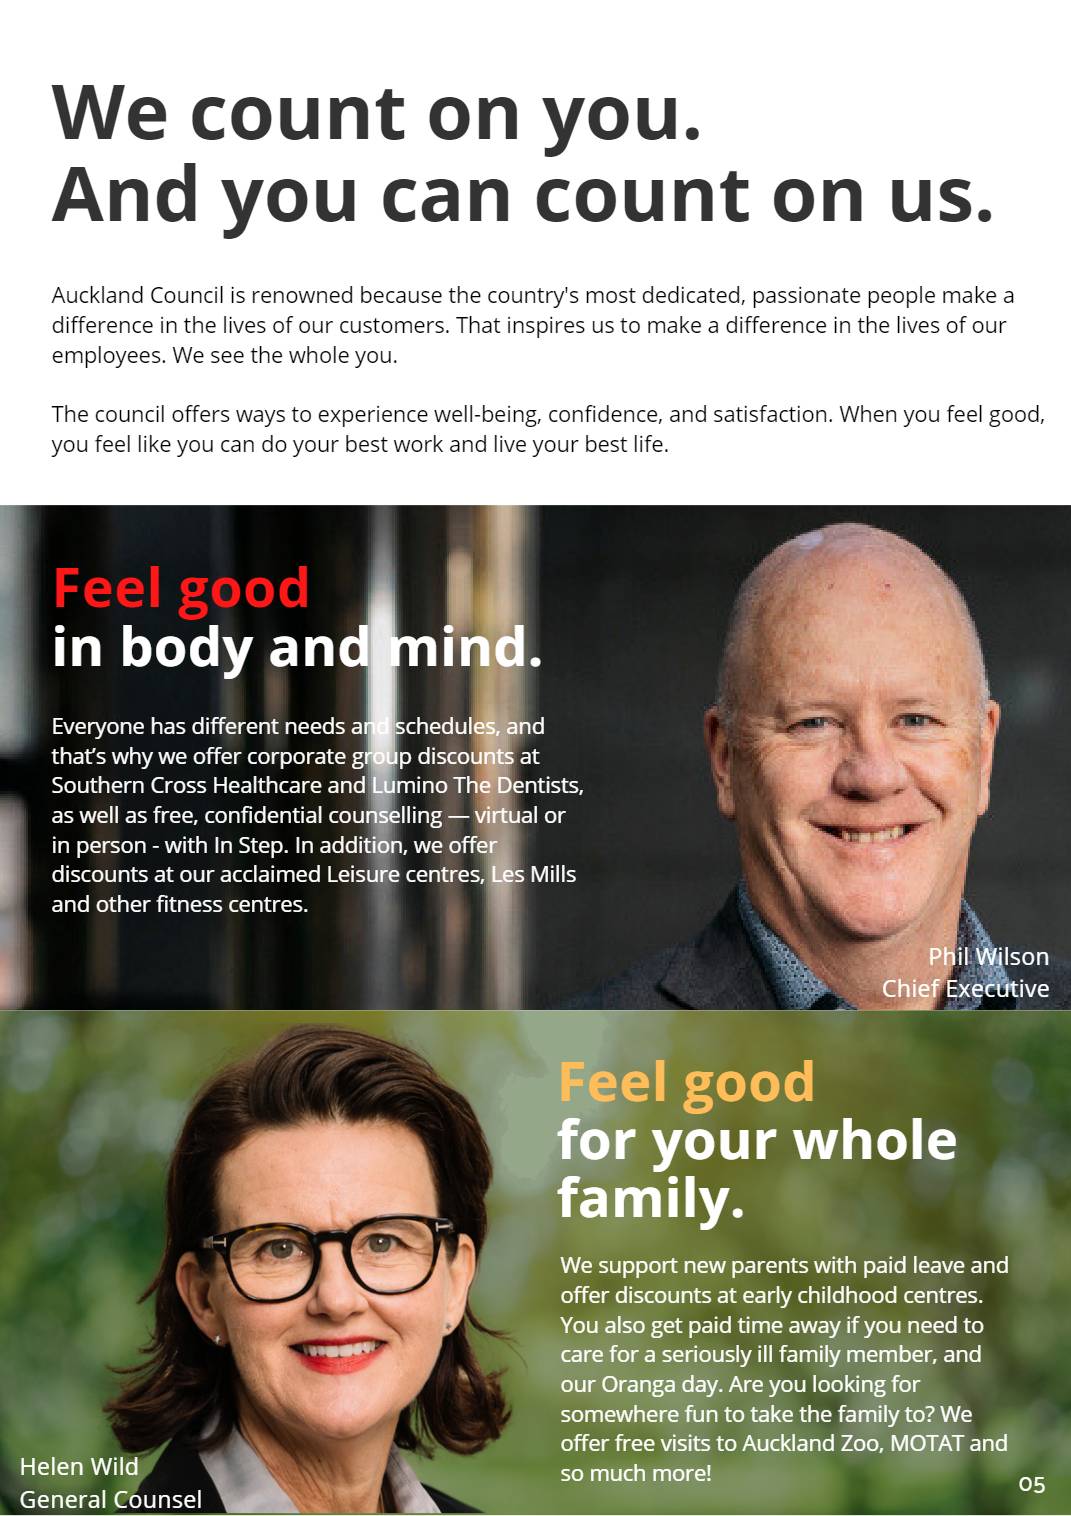 We count on you.
And you can count on us.
Auckland Council is renowned because the country's most dedicated, passionate people make a
difference in the lives of our customers. That inspires us to make a difference in the lives of our
employees. We see the whole you.
The council offers ways to experience well-being, confidence, and satisfaction. When you feel good,
you feel like you can do your best work and live your best life.
Feel good
in body and mind.
Everyone has different needs and schedules, and
that’s why we offer corporate group discounts at
Southern Cross Healthcare and Lumino The Dentists,
as well as free, confidential counselling — virtual or
in person - with In Step. In addition, we offer
discounts at our acclaimed Leisure centres, Les Mills
and other fitness centres.
Phil Wilson
Chief Executive
Feel good
for your whole
family.
We support new parents with paid leave and
offer discounts at early childhood centres.
You also get paid time away if you need to
care for a seriously ill family member, and
our Oranga day. Are you looking for
somewhere fun to take the family to? We
offer free visits to Auckland Zoo, MOTAT and
so much more!
Helen Wild
General Counsel
05